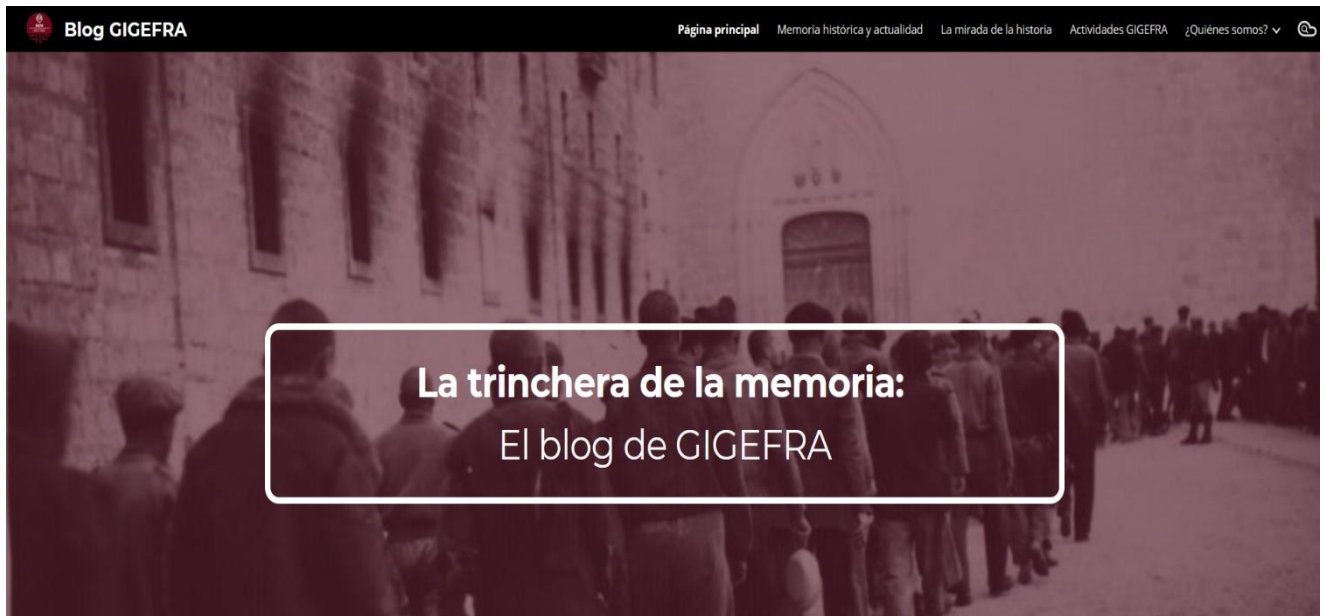 Blog GIGEFRA
Página principal Memoria histórica y actualidad La mirada de la historia Actividades GIGEFRA ¿Quiénes somos?
La trinchera de la memoria:
El blog de GIGEFRA